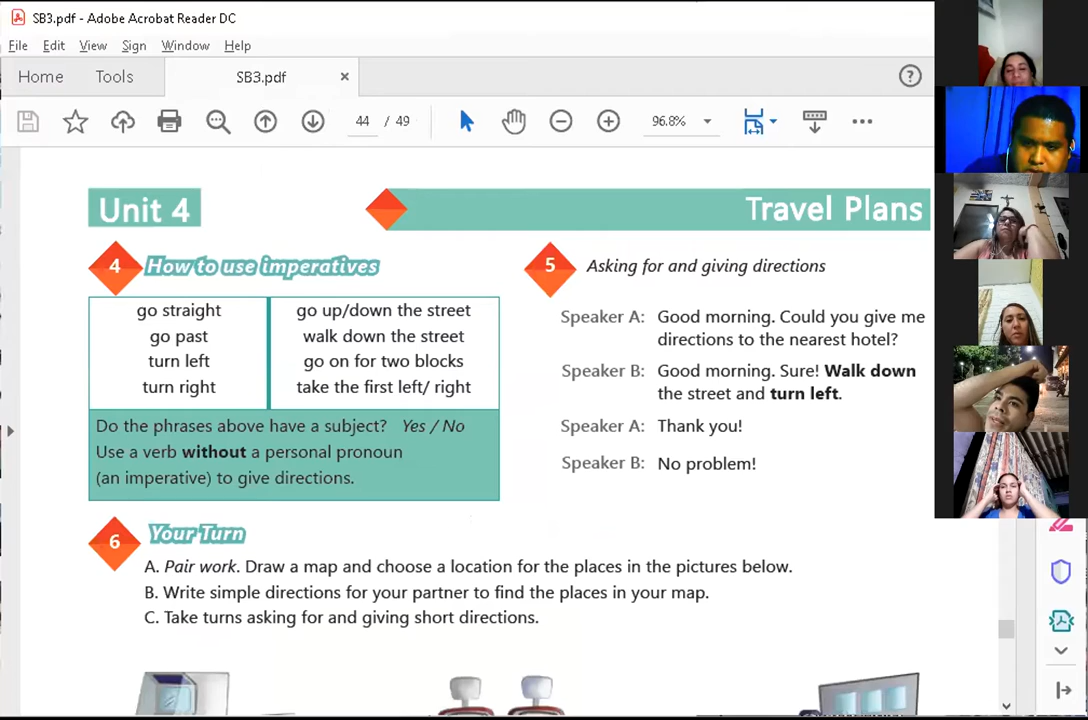 SB3.pdf - Adobe Acrobat Reader DC
File Edit View Sign Window Help
Home Tools SB3.pdf ×
44 / 49 96.8%
Unit 4 Travel Plans
4 How to use imperatives
go straight
go past
turn left
turn right
go up/down the street
walk down the street
go on for two blocks
take the first left/ right
Do the phrases above have a subject? Yes / No
Use a verb without a personal pronoun
(an imperative) to give directions.
5 Asking for and giving directions
Speaker A: Good morning. Could you give me
directions to the nearest hotel?
Speaker B: Good morning. Sure! Walk down
the street and turn left.
Speaker A: Thank you!
Speaker B: No problem!
6 Your Turn
A. Pair work. Draw a map and choose a location for the places in the pictures below.
B. Write simple directions for your partner to find the places in your map.
C. Take turns asking for and giving short directions.